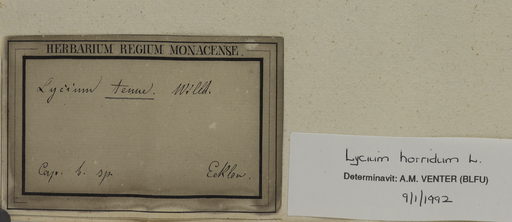 HERBARIUM REGIUM MONACENSE.
Lycium tenue. Willd.
Cap. b. sp. Ecklon.
Lycium horridum L.
Determinavit: A.M. VENTER (BLFU)
9/1/1992